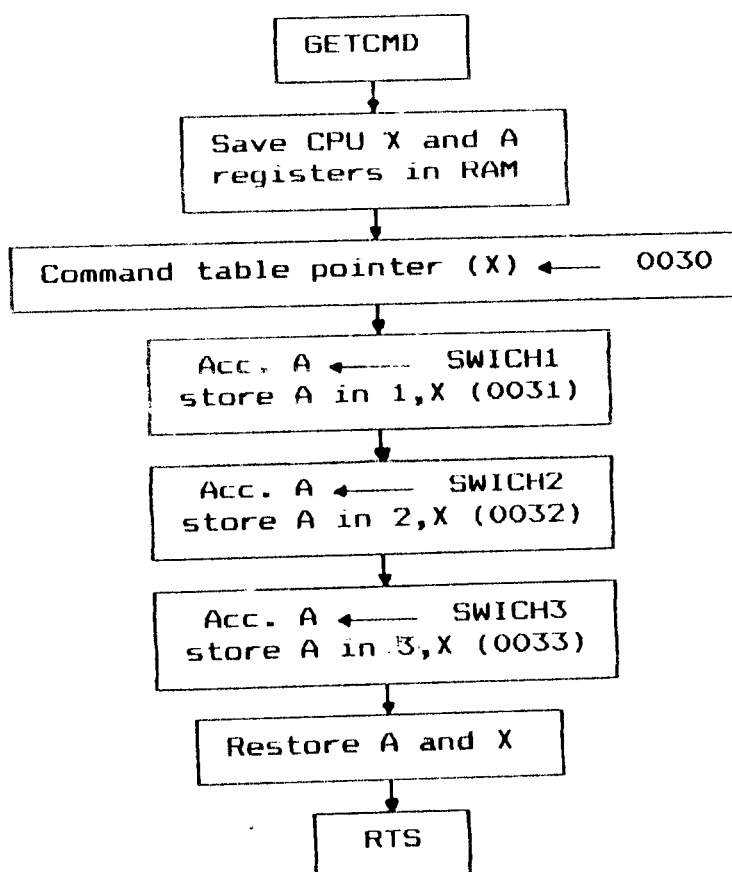 GETCMD
Save CPU X and A
registers in RAM
Command table pointer (X) ← 0030
Acc. A ← SWICH1
store A in 1,X (0031)
Acc. A ← SWICH2
store A in 2,X (0032)
Acc. A ← SWICH3
store A in 3,X (0033)
Restore A and X
RTS